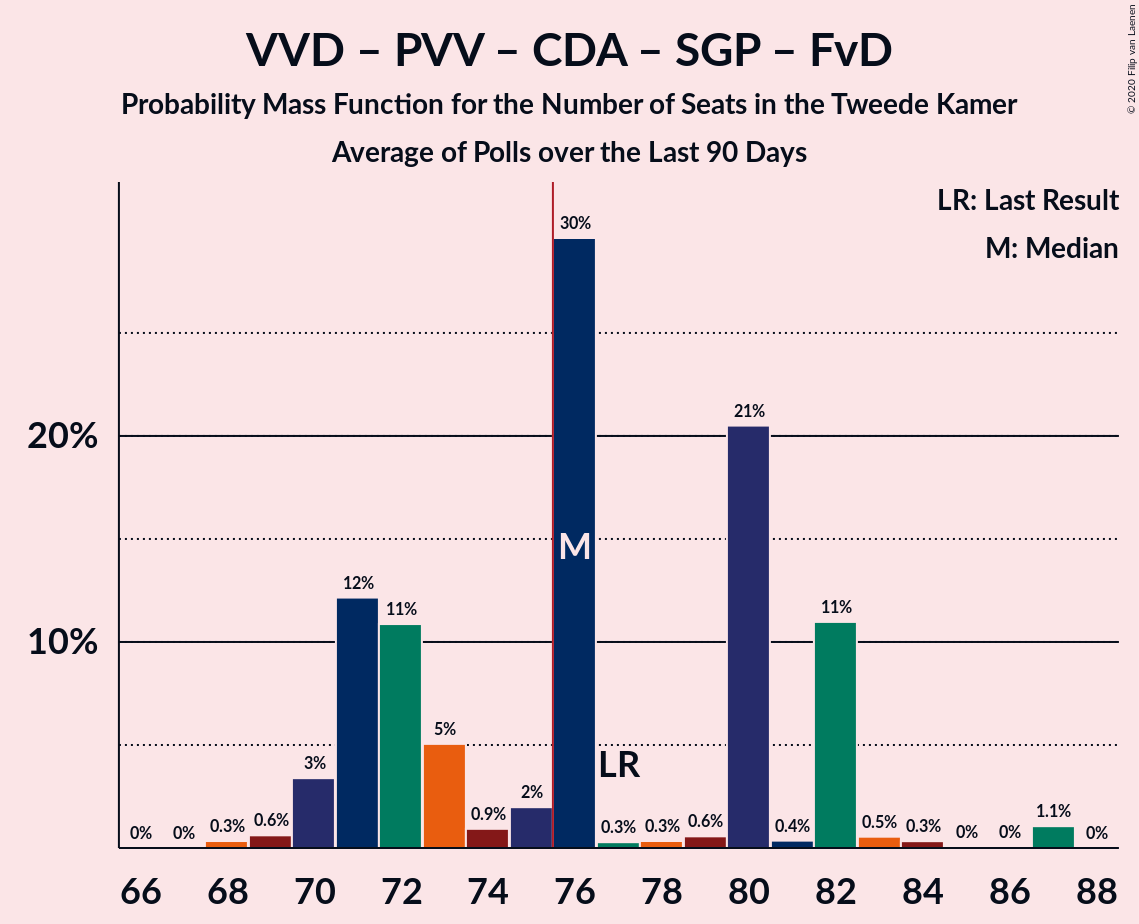 VVD – PVV – CDA – SGP – FvD
Probability Mass Function for the Number of Seats in the Tweede Kamer
Average of Polls over the Last 90 Days
© 2020 Filip van Laenen
LR: Last Result
M: Median
20%
10%
0%
0%
0.3%
0.6%
3%
12%
11%
5%
0.9%
2%
30%
0.3%
0.3%
0.6%
21%
0.4%
11%
0.5%
0.3%
0%
0%
1.1%
0%
M
LR
66 68 70 72 74 76 78 80 82 84 86 88